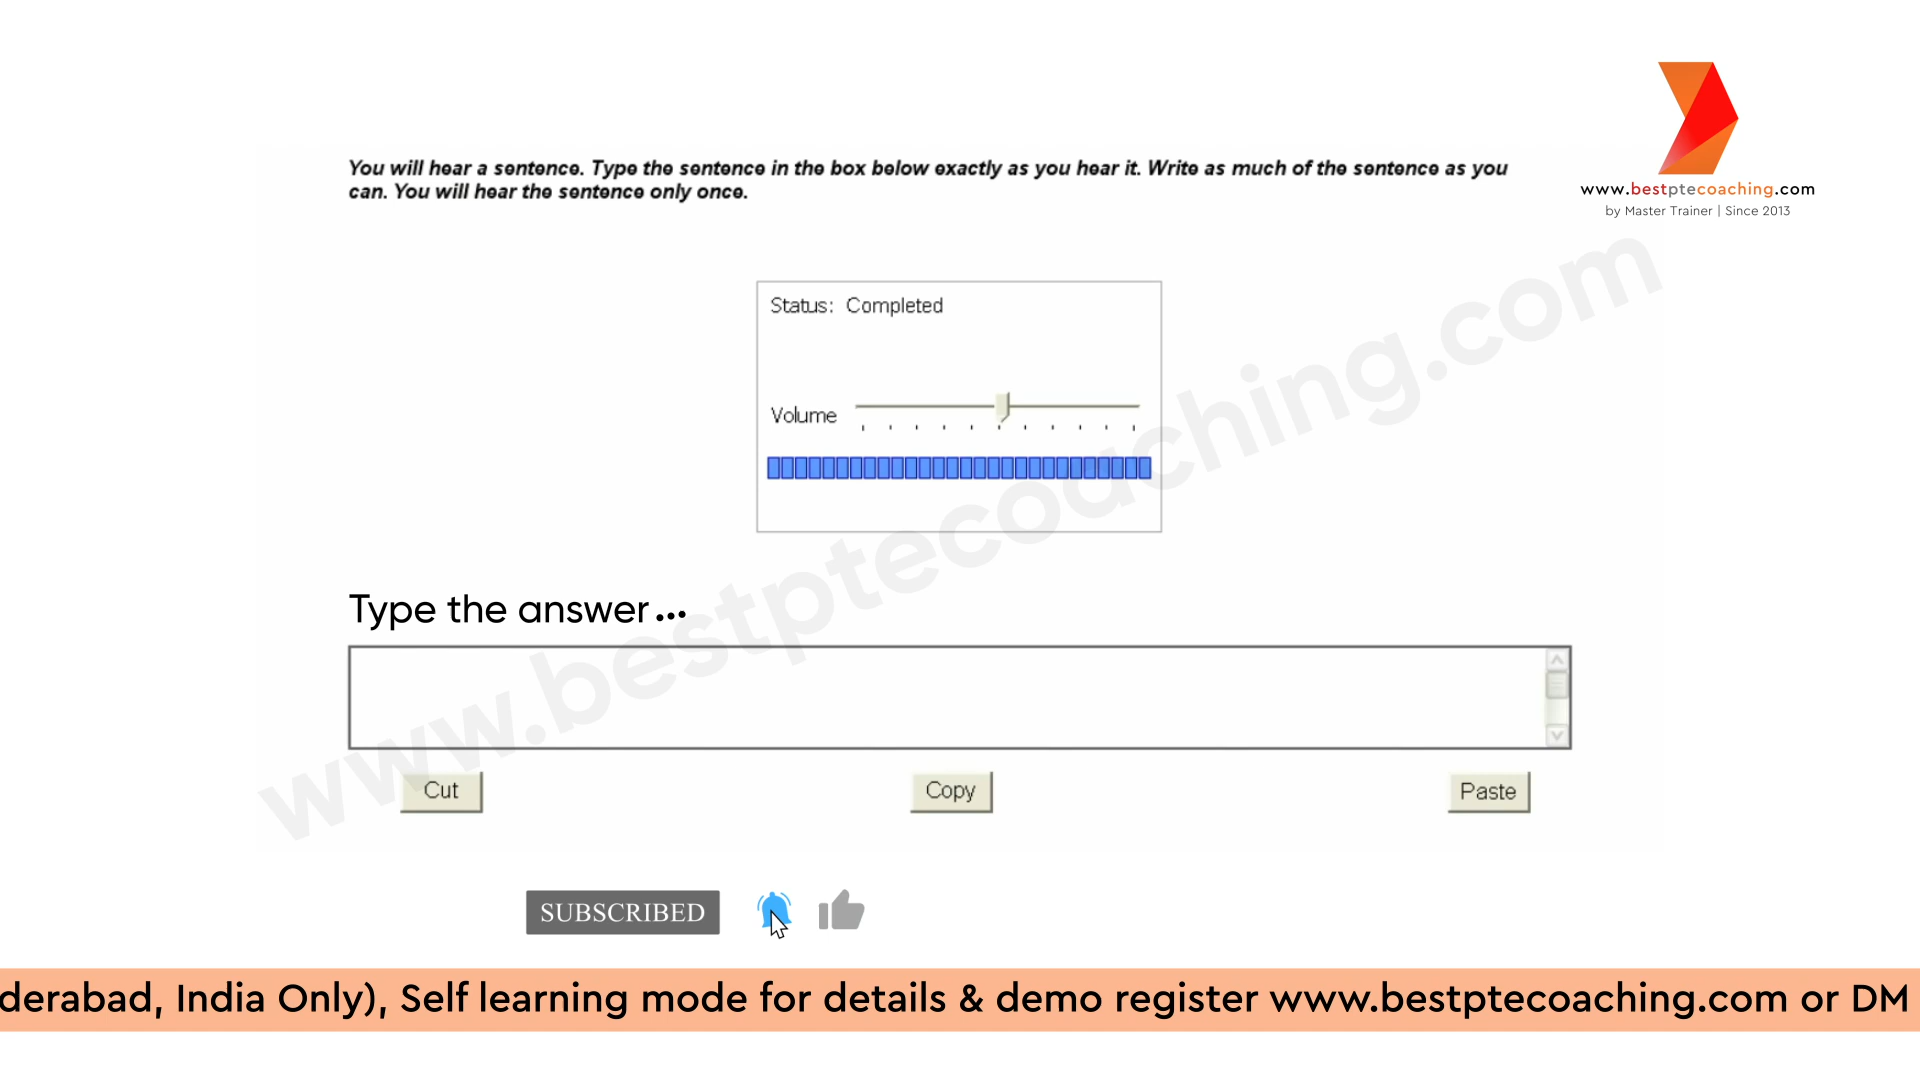 You will hear a sentence. Type the sentence in the box below exactly as you hear it. Write as much of the sentence as you
can. You will hear the sentence only once.
www.bestptecoaching.com
by Master Trainer | Since 2013
Status: Completed
Volume
www.bestptecoaching.com
Type the answer...
Cut
Copy
Paste
SUBSCRIBED
derabad, India Only), Self learning mode for details & demo register www.bestptecoaching.com or DM